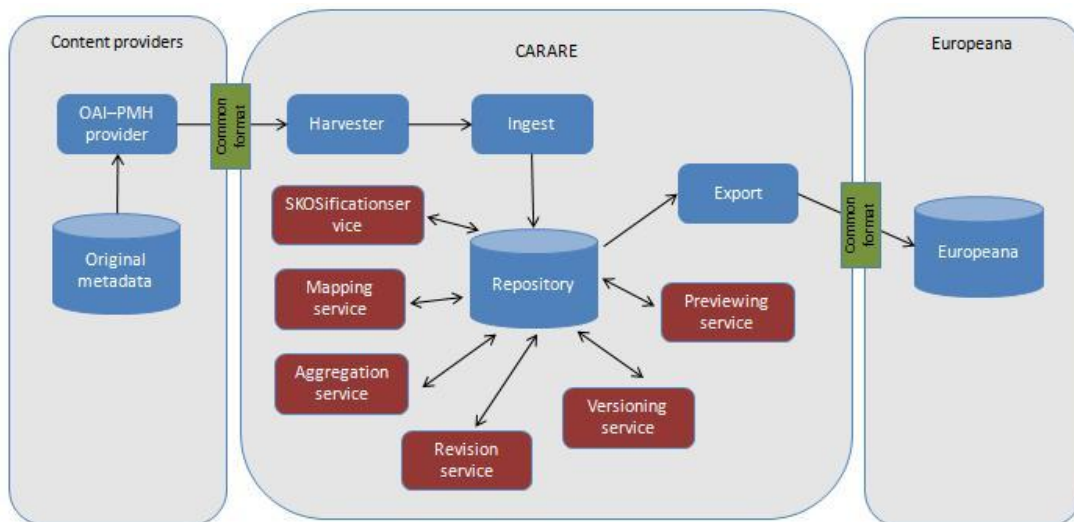 Content providers
CARARE
Europeana
OAI–PMH
provider
Common
format
Harvester
Ingest
Export
Common
format
SKOSificationser
vice
Original
metadata
Repository
Europeana
Mapping
service
Previewing
service
Aggregation
service
Versioning
service
Revision
service